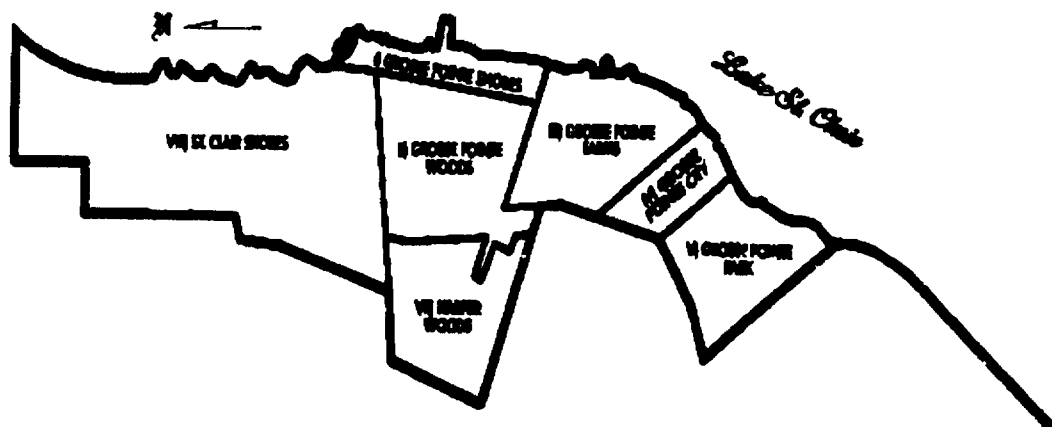 N
I) GROSSE POINTE SHORES
Lake St. Clair
VIII) ST. CLAIR SHORES
II) GROSSE POINTE
WOODS
III) GROSSE POINTE
FARMS
IV) GROSSE
POINTE CITY
V) GROSSE POINTE
PARK
VII) HARPER
WOODS